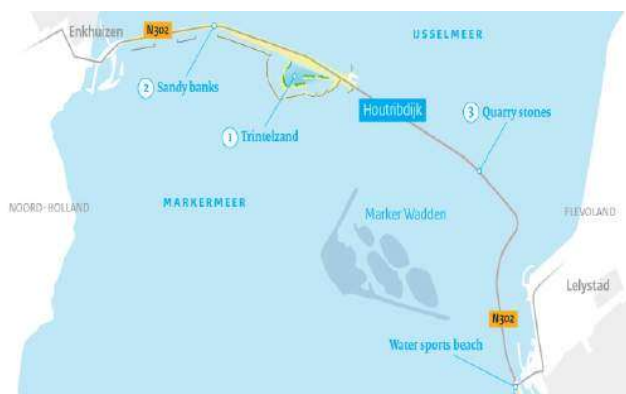 Enkhuizen
N302
IJSSELMEER
2 Sandy banks
1 Trintelzand
Houtribdijk
3 Quarry stones
NOORD-HOLLAND
MARKERMEER
Marker Wadden
FLEVOLAND
Lelystad
N302
Water sports beach